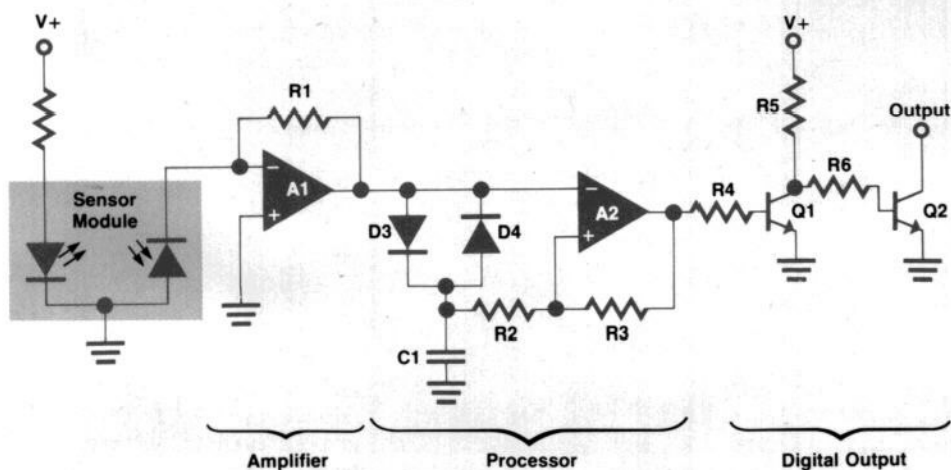 V+
V+
R1
R5
Output
Sensor
Module
−
A1
+
−
A2
+
R4
R6
Q1
Q2
D3
D4
R2
R3
C1
Amplifier
Processor
Digital Output